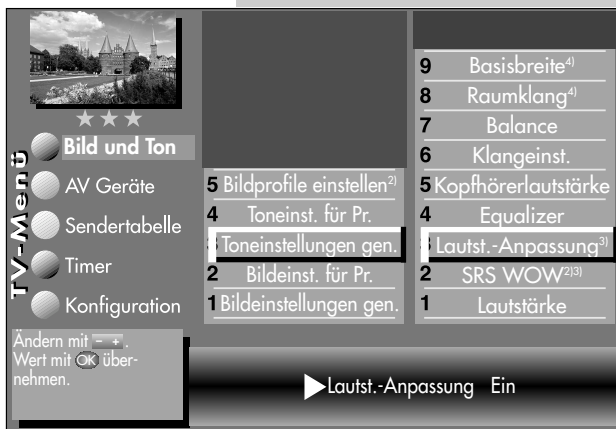 TV-Menü
Bild und Ton
AV Geräte
Sendertabelle
Timer
Konfiguration
Ändern mit - + .
Wert mit OK über-
nehmen.
5 Bildprofile einstellen2)
4 Toneinst. für Pr.
3 Toneinstellungen gen.
2 Bildeinst. für Pr.
1 Bildeinstellungen gen.
9 Basisbreite4)
8 Raumklang4)
7 Balance
6 Klangeinst.
5 Kopfhörerlautstärke
4 Equalizer
3 Lautst.-Anpassung3)
2 SRS WOW2)3)
1 Lautstärke
Lautst.-Anpassung Ein